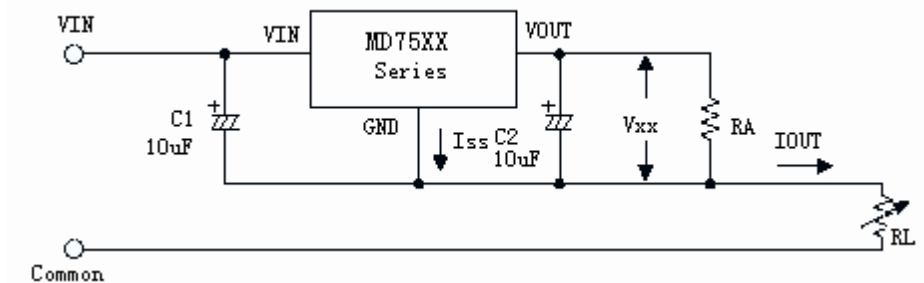 VIN
VIN
MD75XX
Series
VOUT
C1
10uF
GND
Iss
C2
10uF
Vxx
RA
IOUT
RL
Common